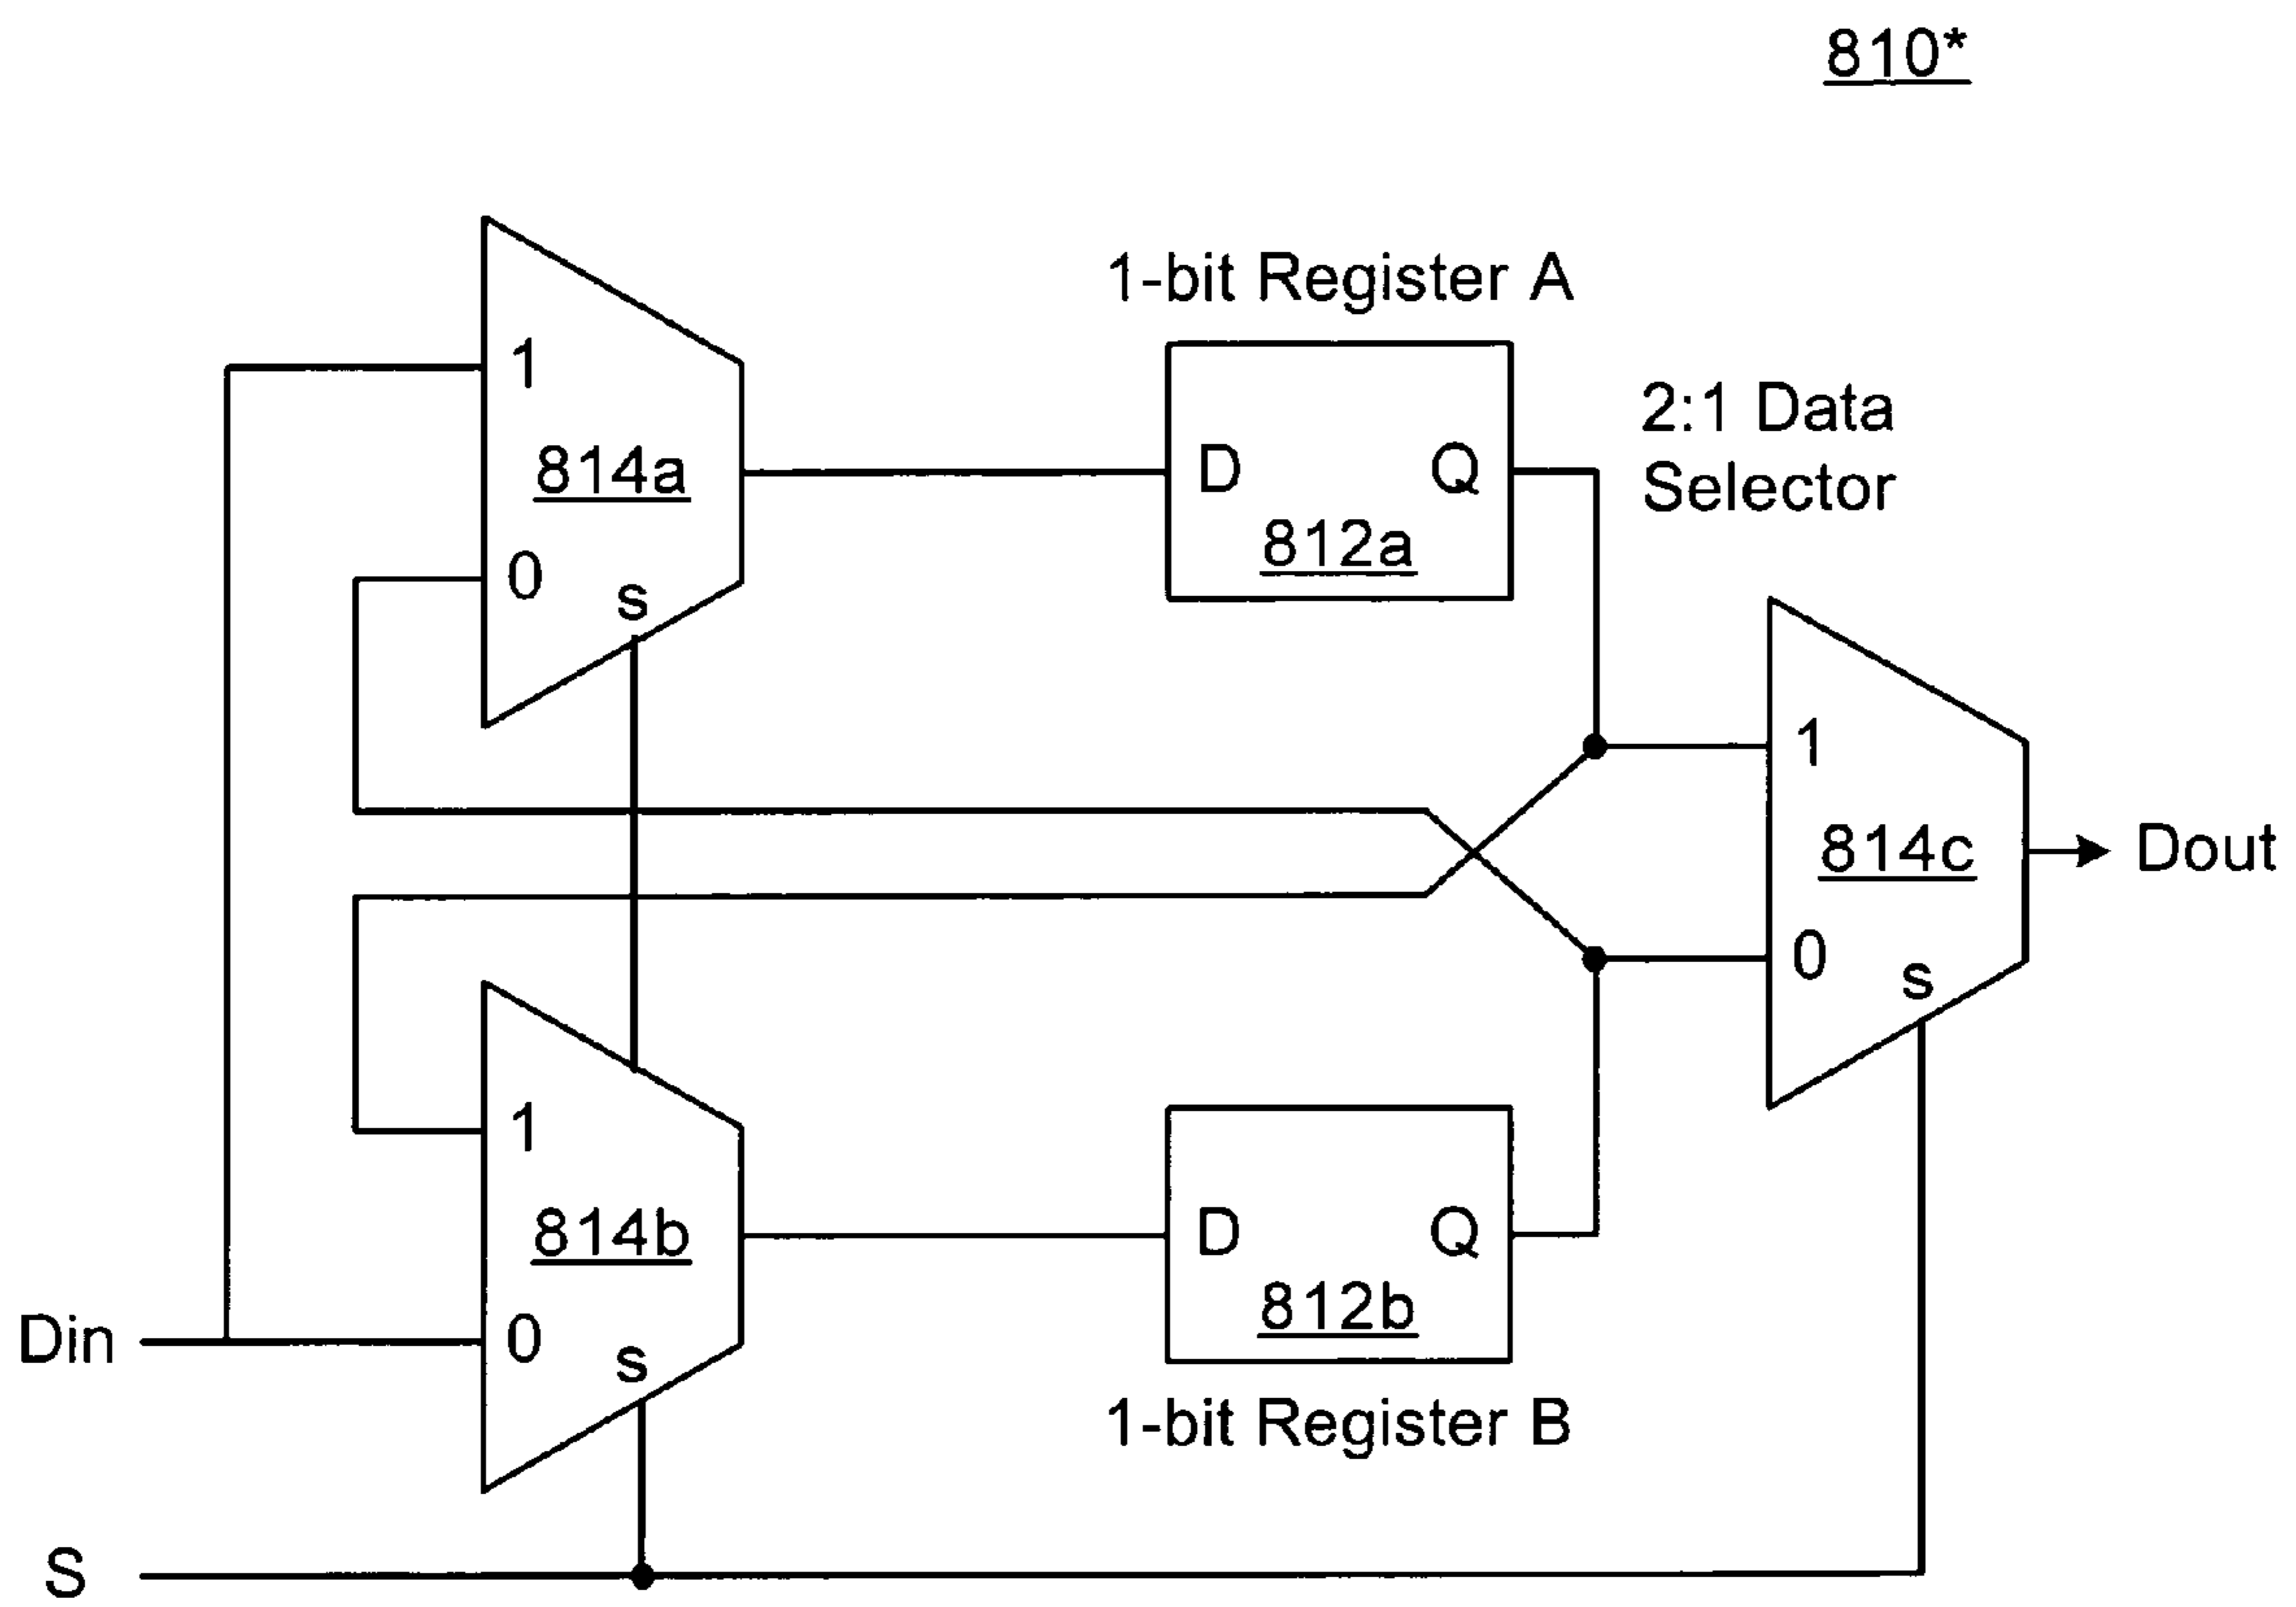 810*
1-bit Register A
2:1 Data
Selector
1
814a
0
s
D
Q
812a
1
814c
0
s
Dout
1
814b
0
s
D
Q
812b
1-bit Register B
Din
S